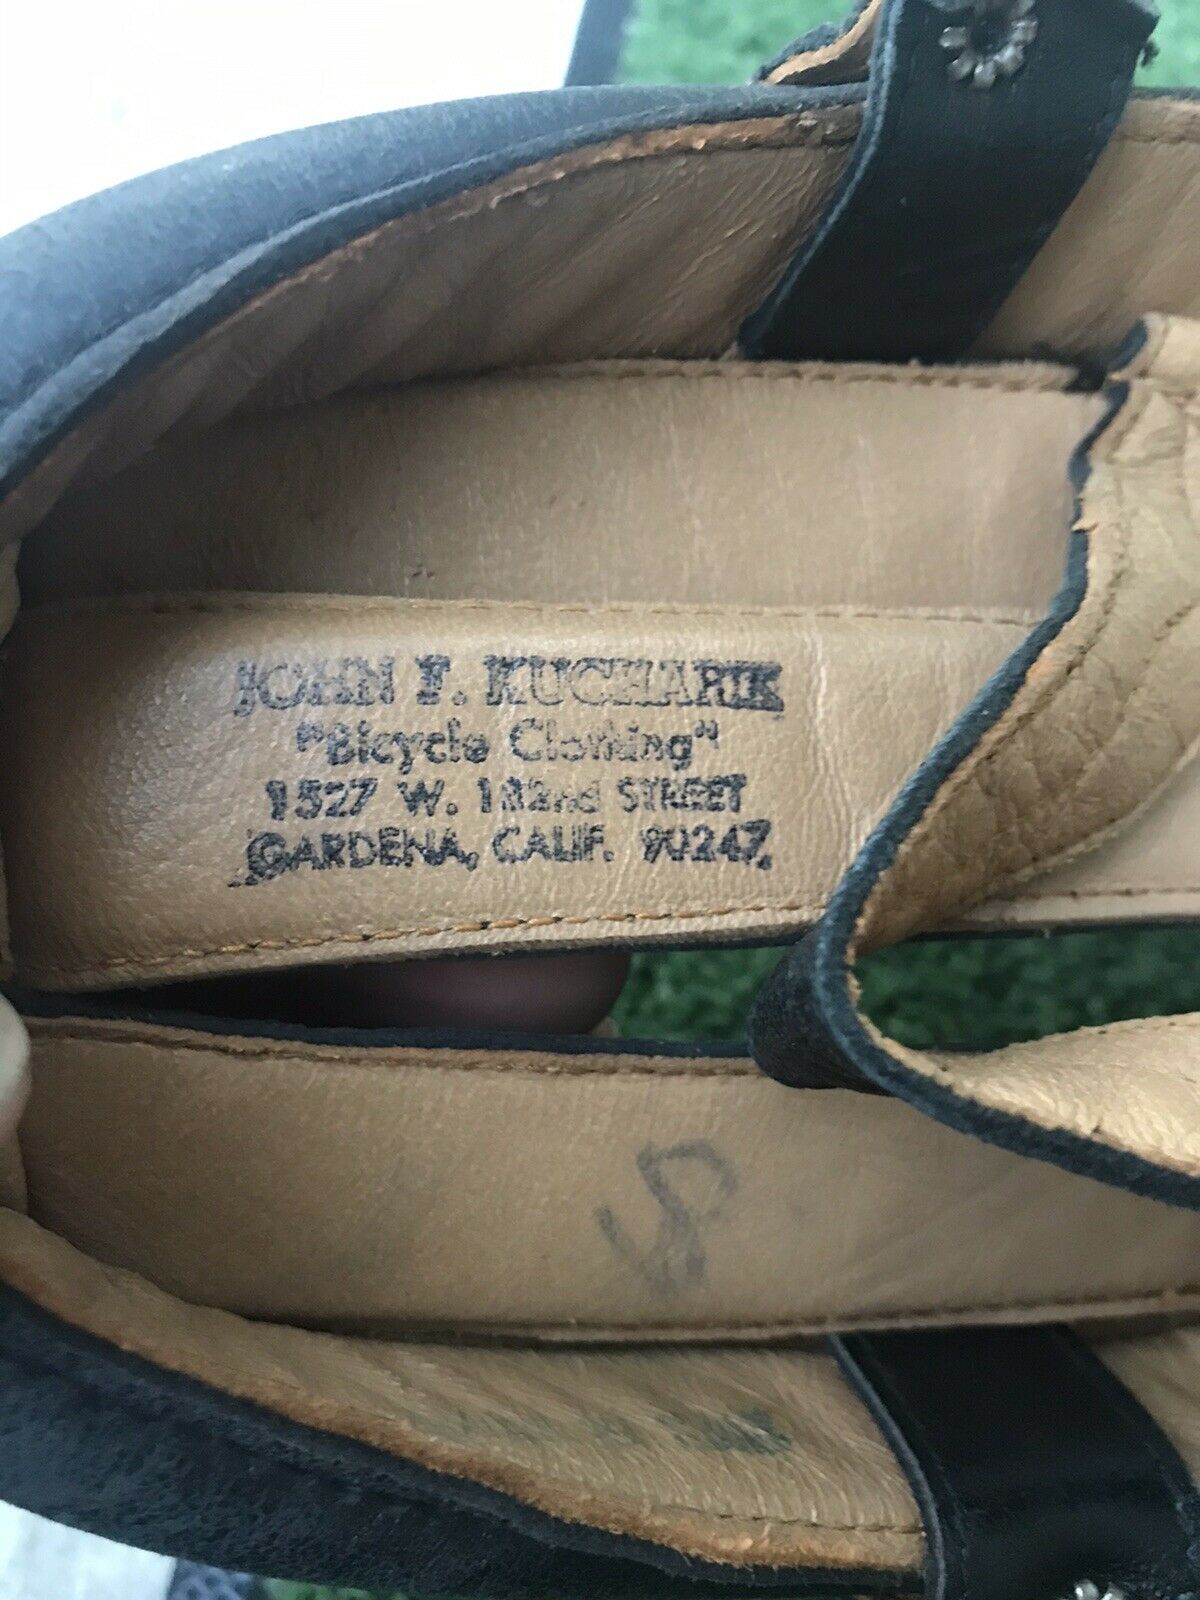 JOHN F. KUCHARIK
"Bicycle Clothing"
1527 W. 182nd STREET
GARDENA, CALIF. 90247